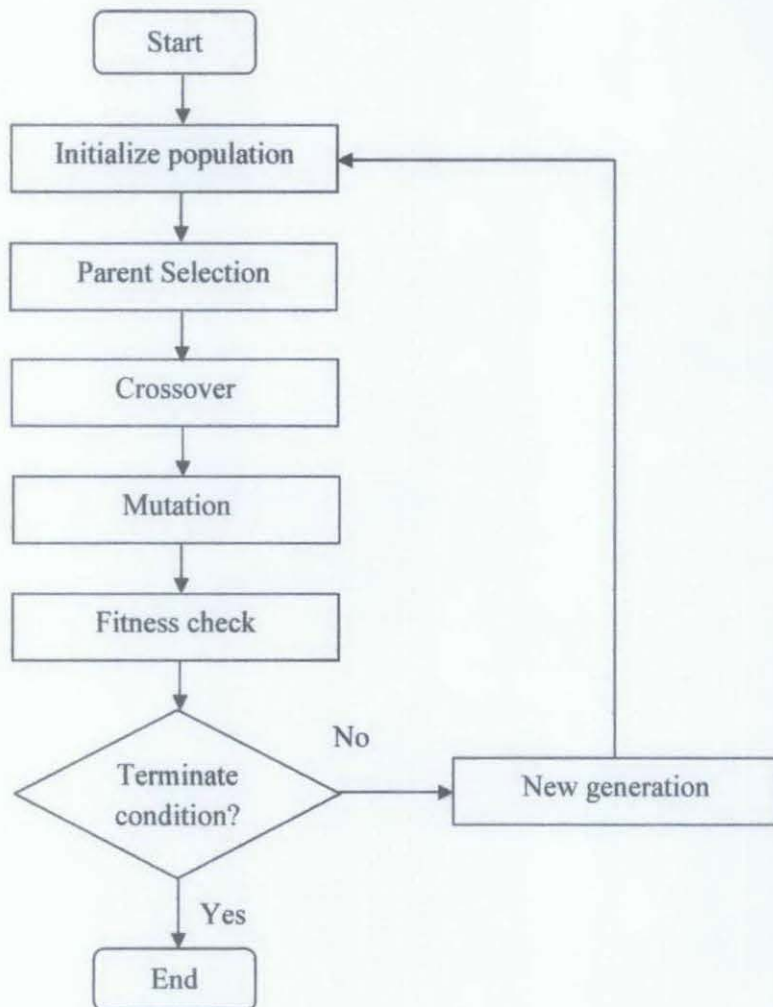 Start
Initialize population
Parent Selection
Crossover
Mutation
Fitness check
No
Terminate
condition?
New generation
Yes
End